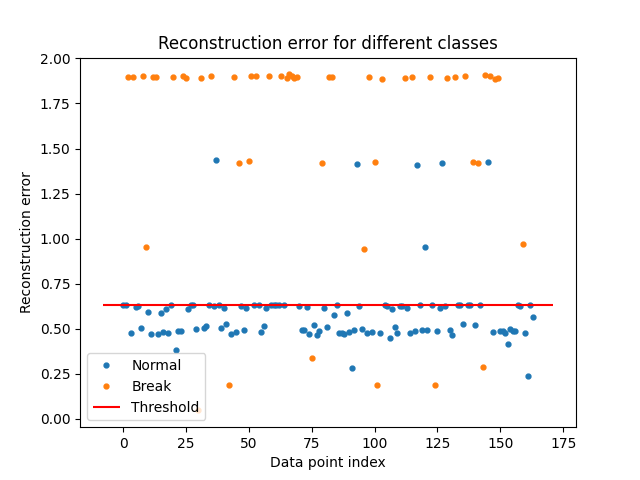 Reconstruction error for different classes
Reconstruction error
2.00
1.75
1.50
1.25
1.00
0.75
0.50
0.25
0.00
Normal
Break
Threshold
0 25 50 75 100 125 150 175
Data point index